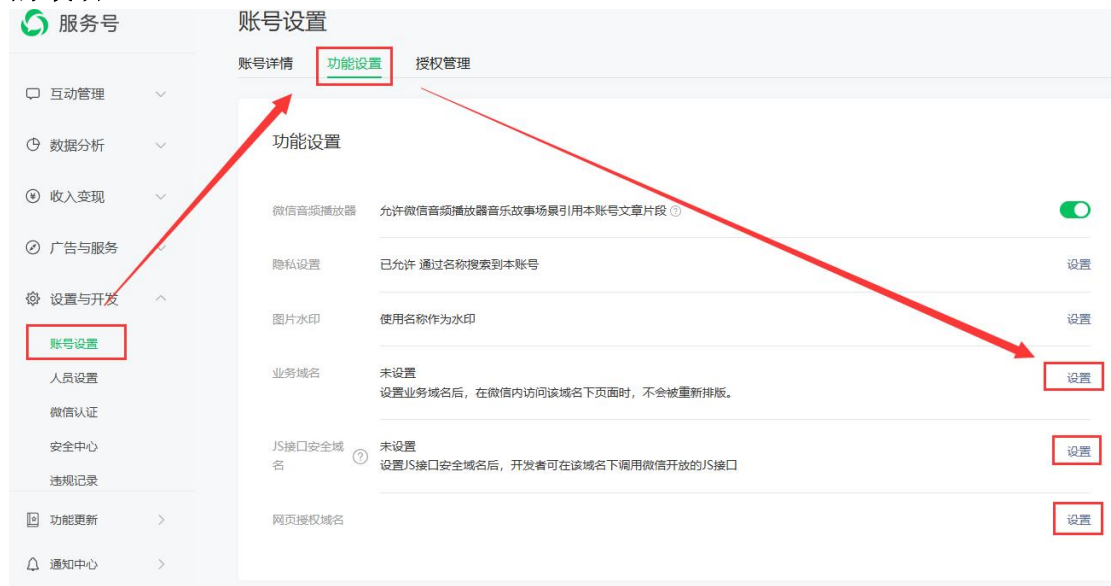 服务号
互动管理
数据分析
收入变现
广告与服务
设置与开发
账号设置
人员设置
微信认证
安全中心
违规记录
功能更新
通知中心
账号设置
账号详情 功能设置 授权管理
功能设置
微信音频播放器 允许微信音频播放器音乐故事场景引用本账号文章片段 ?
隐私设置 已允许 通过名称搜索到本账号 设置
图片水印 使用名称作为水印 设置
业务域名 未设置
设置业务域名后，在微信内访问该域名下页面时，不会被重新排版。 设置
JS接口安全域名 ? 未设置
设置JS接口安全域名后，开发者可在该域名下调用微信开放的JS接口 设置
网页授权域名 设置